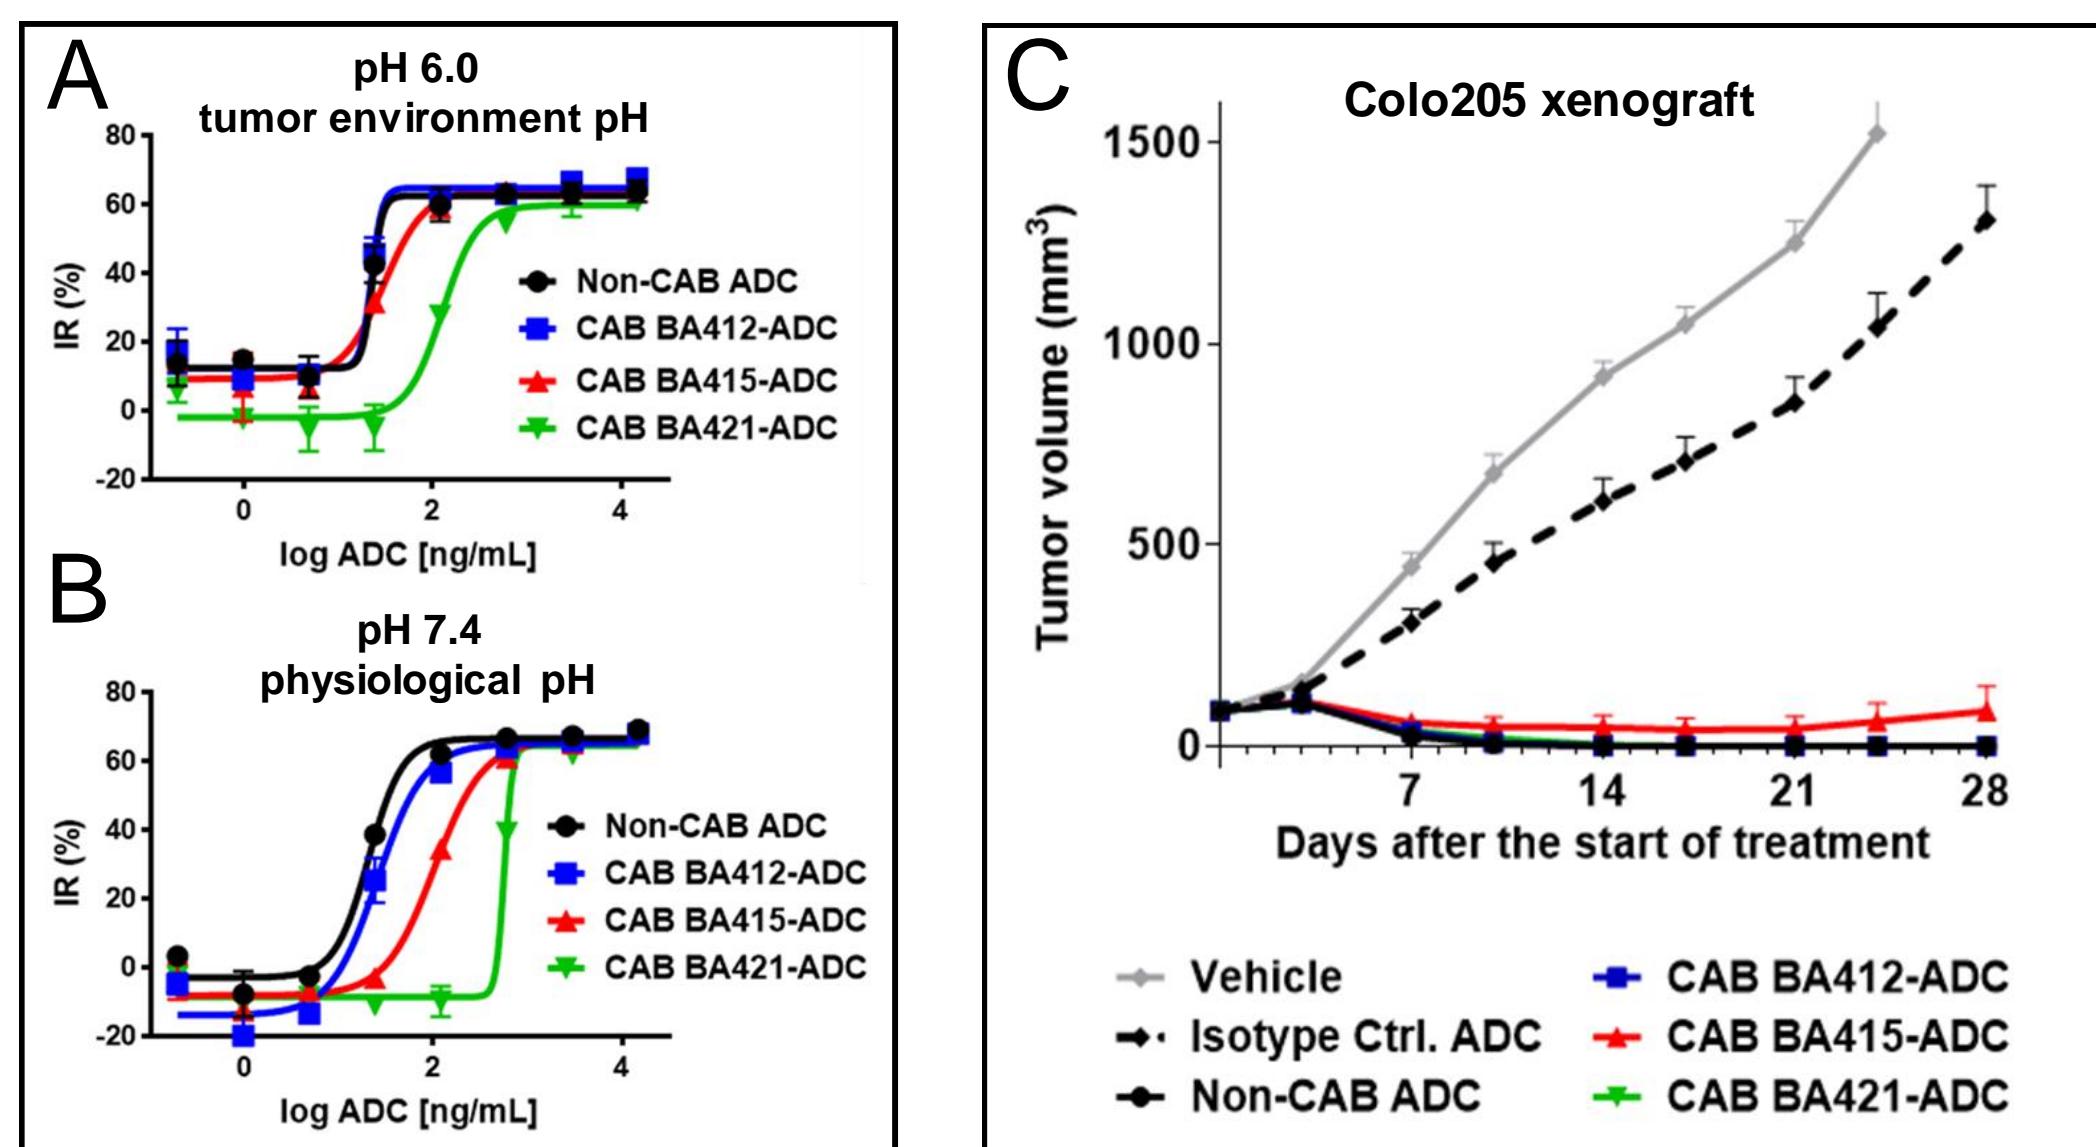 A
pH 6.0
tumor environment pH
80
60
40
20
0
-20
IR (%)
0 2 4
log ADC [ng/mL]
Non-CAB ADC
CAB BA412-ADC
CAB BA415-ADC
CAB BA421-ADC
B
pH 7.4
physiological pH
80
60
40
20
0
-20
IR (%)
0 2 4
log ADC [ng/mL]
Non-CAB ADC
CAB BA412-ADC
CAB BA415-ADC
CAB BA421-ADC
C
Colo205 xenograft
1500
1000
500
0
Tumor volume (mm³)
7 14 21 28
Days after the start of treatment
Vehicle
Isotype Ctrl. ADC
Non-CAB ADC
CAB BA412-ADC
CAB BA415-ADC
CAB BA421-ADC